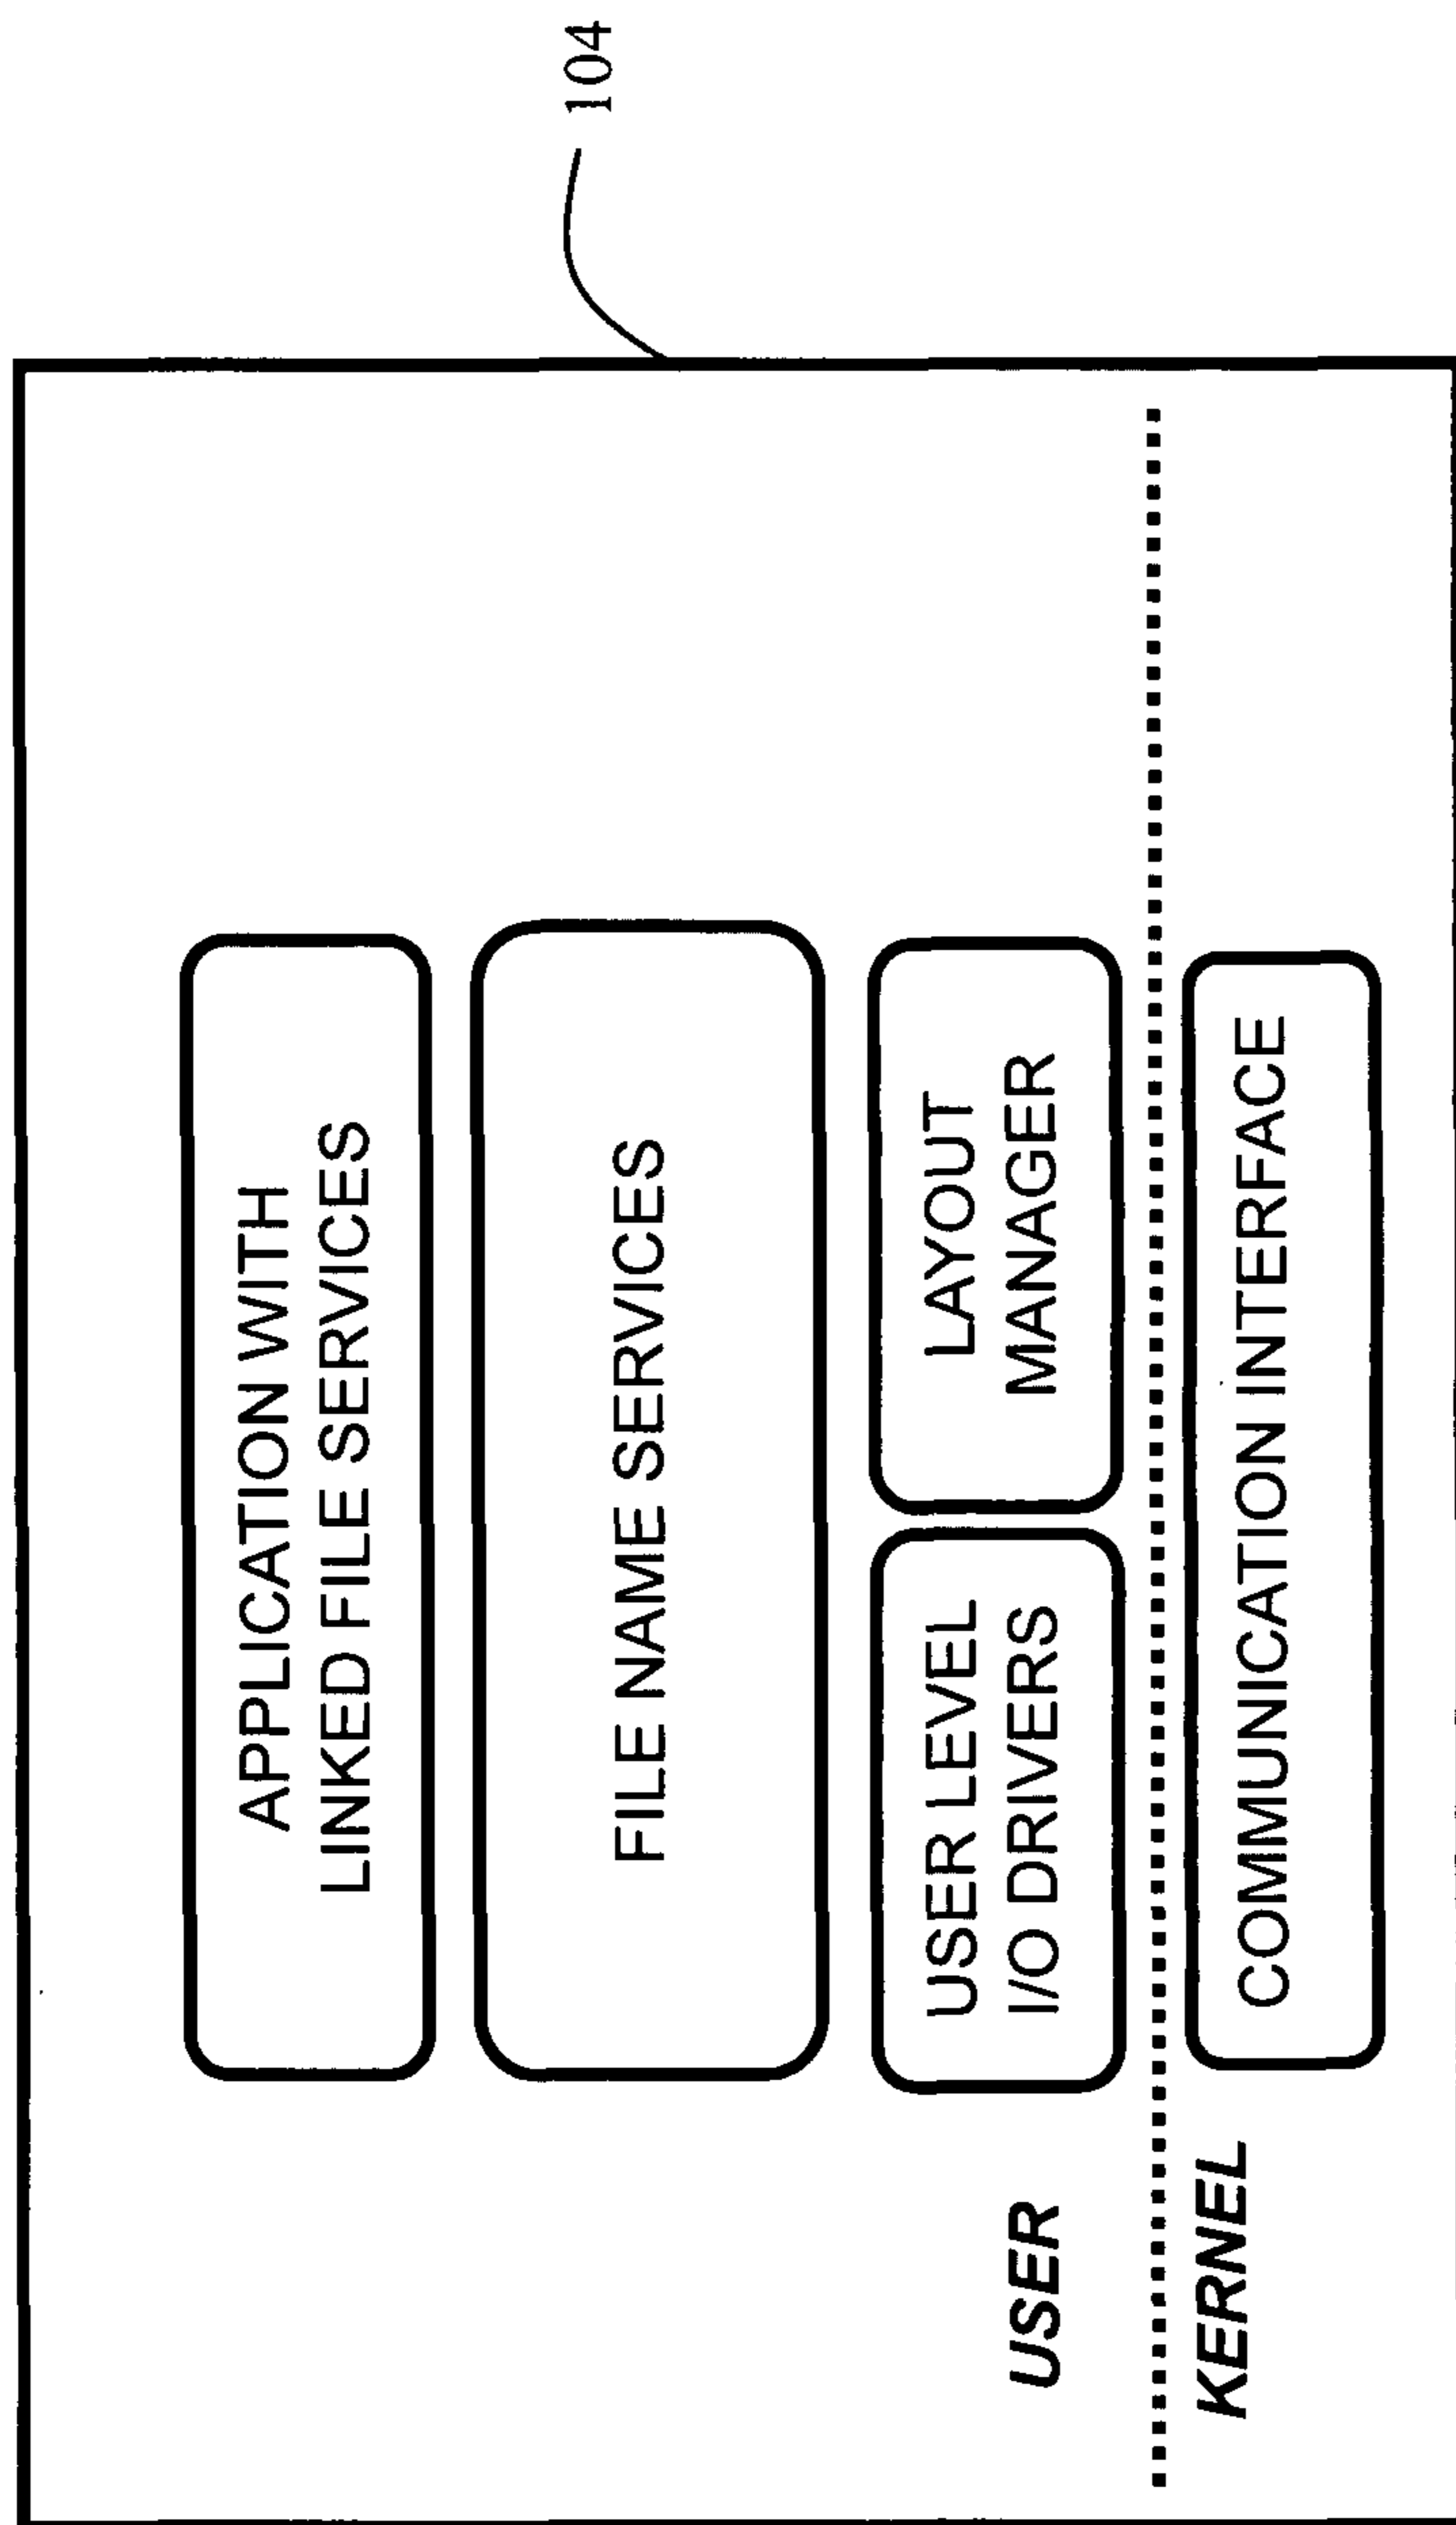 104
APPLICATION WITH
LINKED FILE SERVICES
FILE NAME SERVICES
USER LEVEL
I/O DRIVERS
LAYOUT
MANAGER
USER
KERNEL
COMMUNICATION INTERFACE